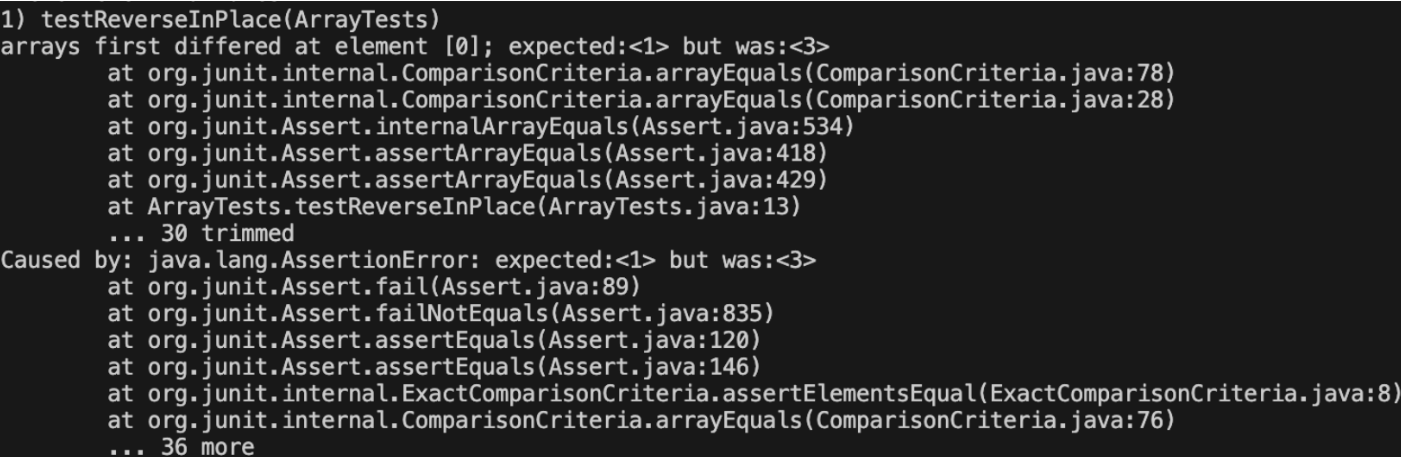 1) testReverseInPlace(ArrayTests)
arrays first differed at element [0]; expected:<1> but was:<3>
        at org.junit.internal.ComparisonCriteria.arrayEquals(ComparisonCriteria.java:78)
        at org.junit.internal.ComparisonCriteria.arrayEquals(ComparisonCriteria.java:28)
        at org.junit.Assert.internalArrayEquals(Assert.java:534)
        at org.junit.Assert.assertArrayEquals(Assert.java:418)
        at org.junit.Assert.assertArrayEquals(Assert.java:429)
        at ArrayTests.testReverseInPlace(ArrayTests.java:13)
        ... 30 trimmed
Caused by: java.lang.AssertionError: expected:<1> but was:<3>
        at org.junit.Assert.fail(Assert.java:89)
        at org.junit.Assert.failNotEquals(Assert.java:835)
        at org.junit.Assert.assertEquals(Assert.java:120)
        at org.junit.Assert.assertEquals(Assert.java:146)
        at org.junit.internal.ExactComparisonCriteria.assertElementsEqual(ExactComparisonCriteria.java:8)
        at org.junit.internal.ComparisonCriteria.arrayEquals(ComparisonCriteria.java:76)
        ... 36 more